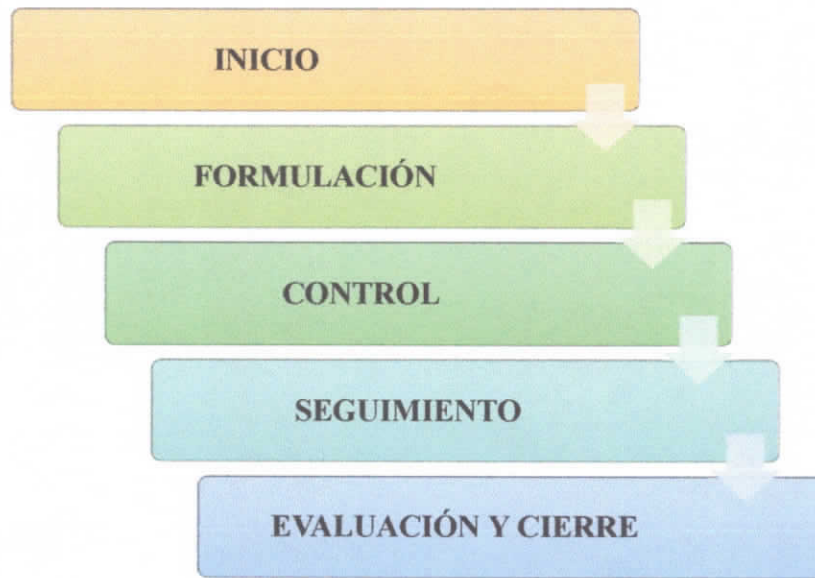 INICIO
FORMULACIÓN
CONTROL
SEGUIMIENTO
EVALUACIÓN Y CIERRE